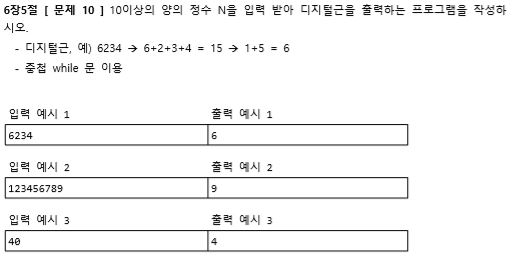 6장5절 [ 문제 10 ] 10이상의 양의 정수 N을 입력 받아 디지털근을 출력하는 프로그램을 작성하
시오.
- 디지털근, 예) 6234 → 6+2+3+4 = 15 → 1+5 = 6
- 중첩 while 문 이용
입력 예시 1 출력 예시 1
6234 6
입력 예시 2 출력 예시 2
123456789 9
입력 예시 3 출력 예시 3
40 4